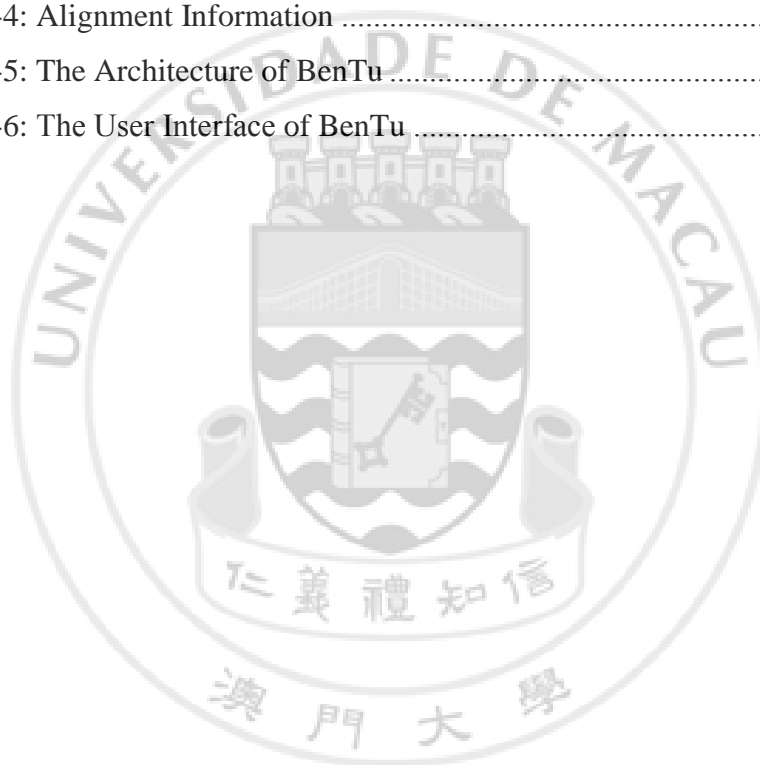 -4: Alignment Information ............................................................
-5: The Architecture of BenTu ......................................................
-6: The User Interface of BenTu ...................................................
UNIVERSIDADE DE MACAU
仁義禮知信
澳門大學